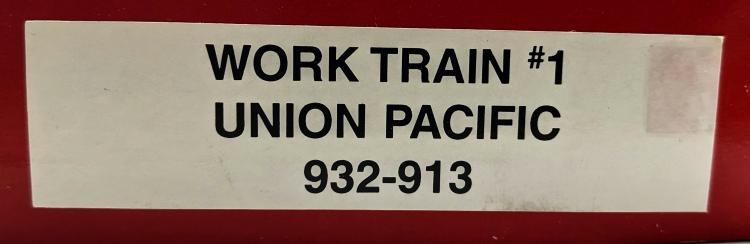 WORK TRAIN #1
UNION PACIFIC
932-913